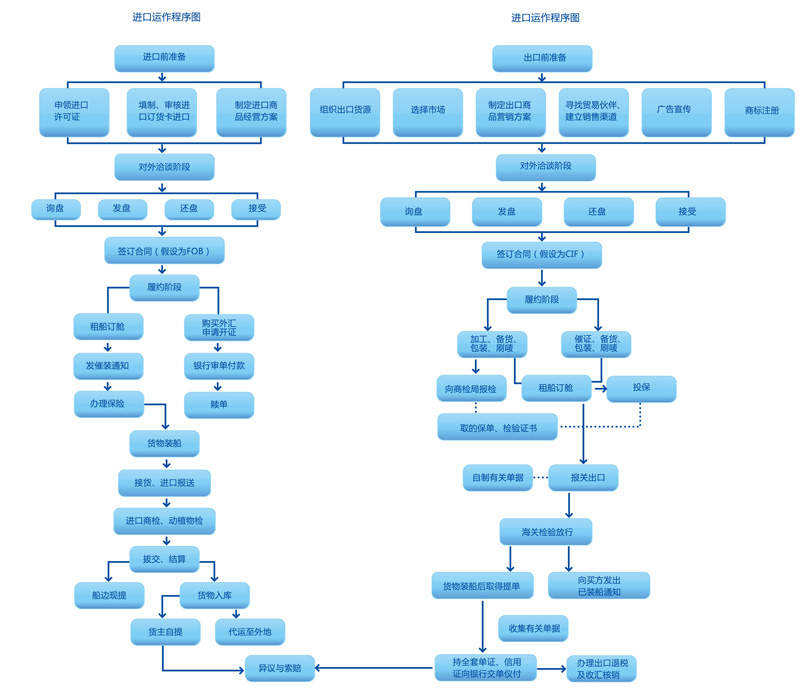 进口运作程序图
进口前准备
申领进口
许可证
填制、审核进
口订货卡进口
制定进口商
品经营方案
对外洽谈阶段
询盘
发盘
还盘
接受
签订合同（假设为FOB）
履约阶段
租船订舱
购买外汇
申请开证
发催装通知
银行审单付款
办理保险
赎单
货物装船
接货、进口报送
进口商检、动植物检
拔交、结算
船边现提
货物入库
货主自提
代运至外地
异议与索赔
进口运作程序图
出口前准备
组织出口货源
选择市场
制定出口商
品营销方案
寻找贸易伙伴、
建立销售渠道
广告宣传
商标注册
对外洽谈阶段
询盘
发盘
还盘
接受
签订合同（假设为CIF）
履约阶段
加工、备货、
包装、刷唛
催证、备货、
包装、刷唛
向商检局报检
租船订舱
投保
取的保单、检验证书
自制有关单据
报关出口
海关检验放行
货物装船后取得提单
向买方发出
已装船通知
收集有关单据
持全套单证、信用
证向银行交单仪付
办理出口退税
及收汇核销